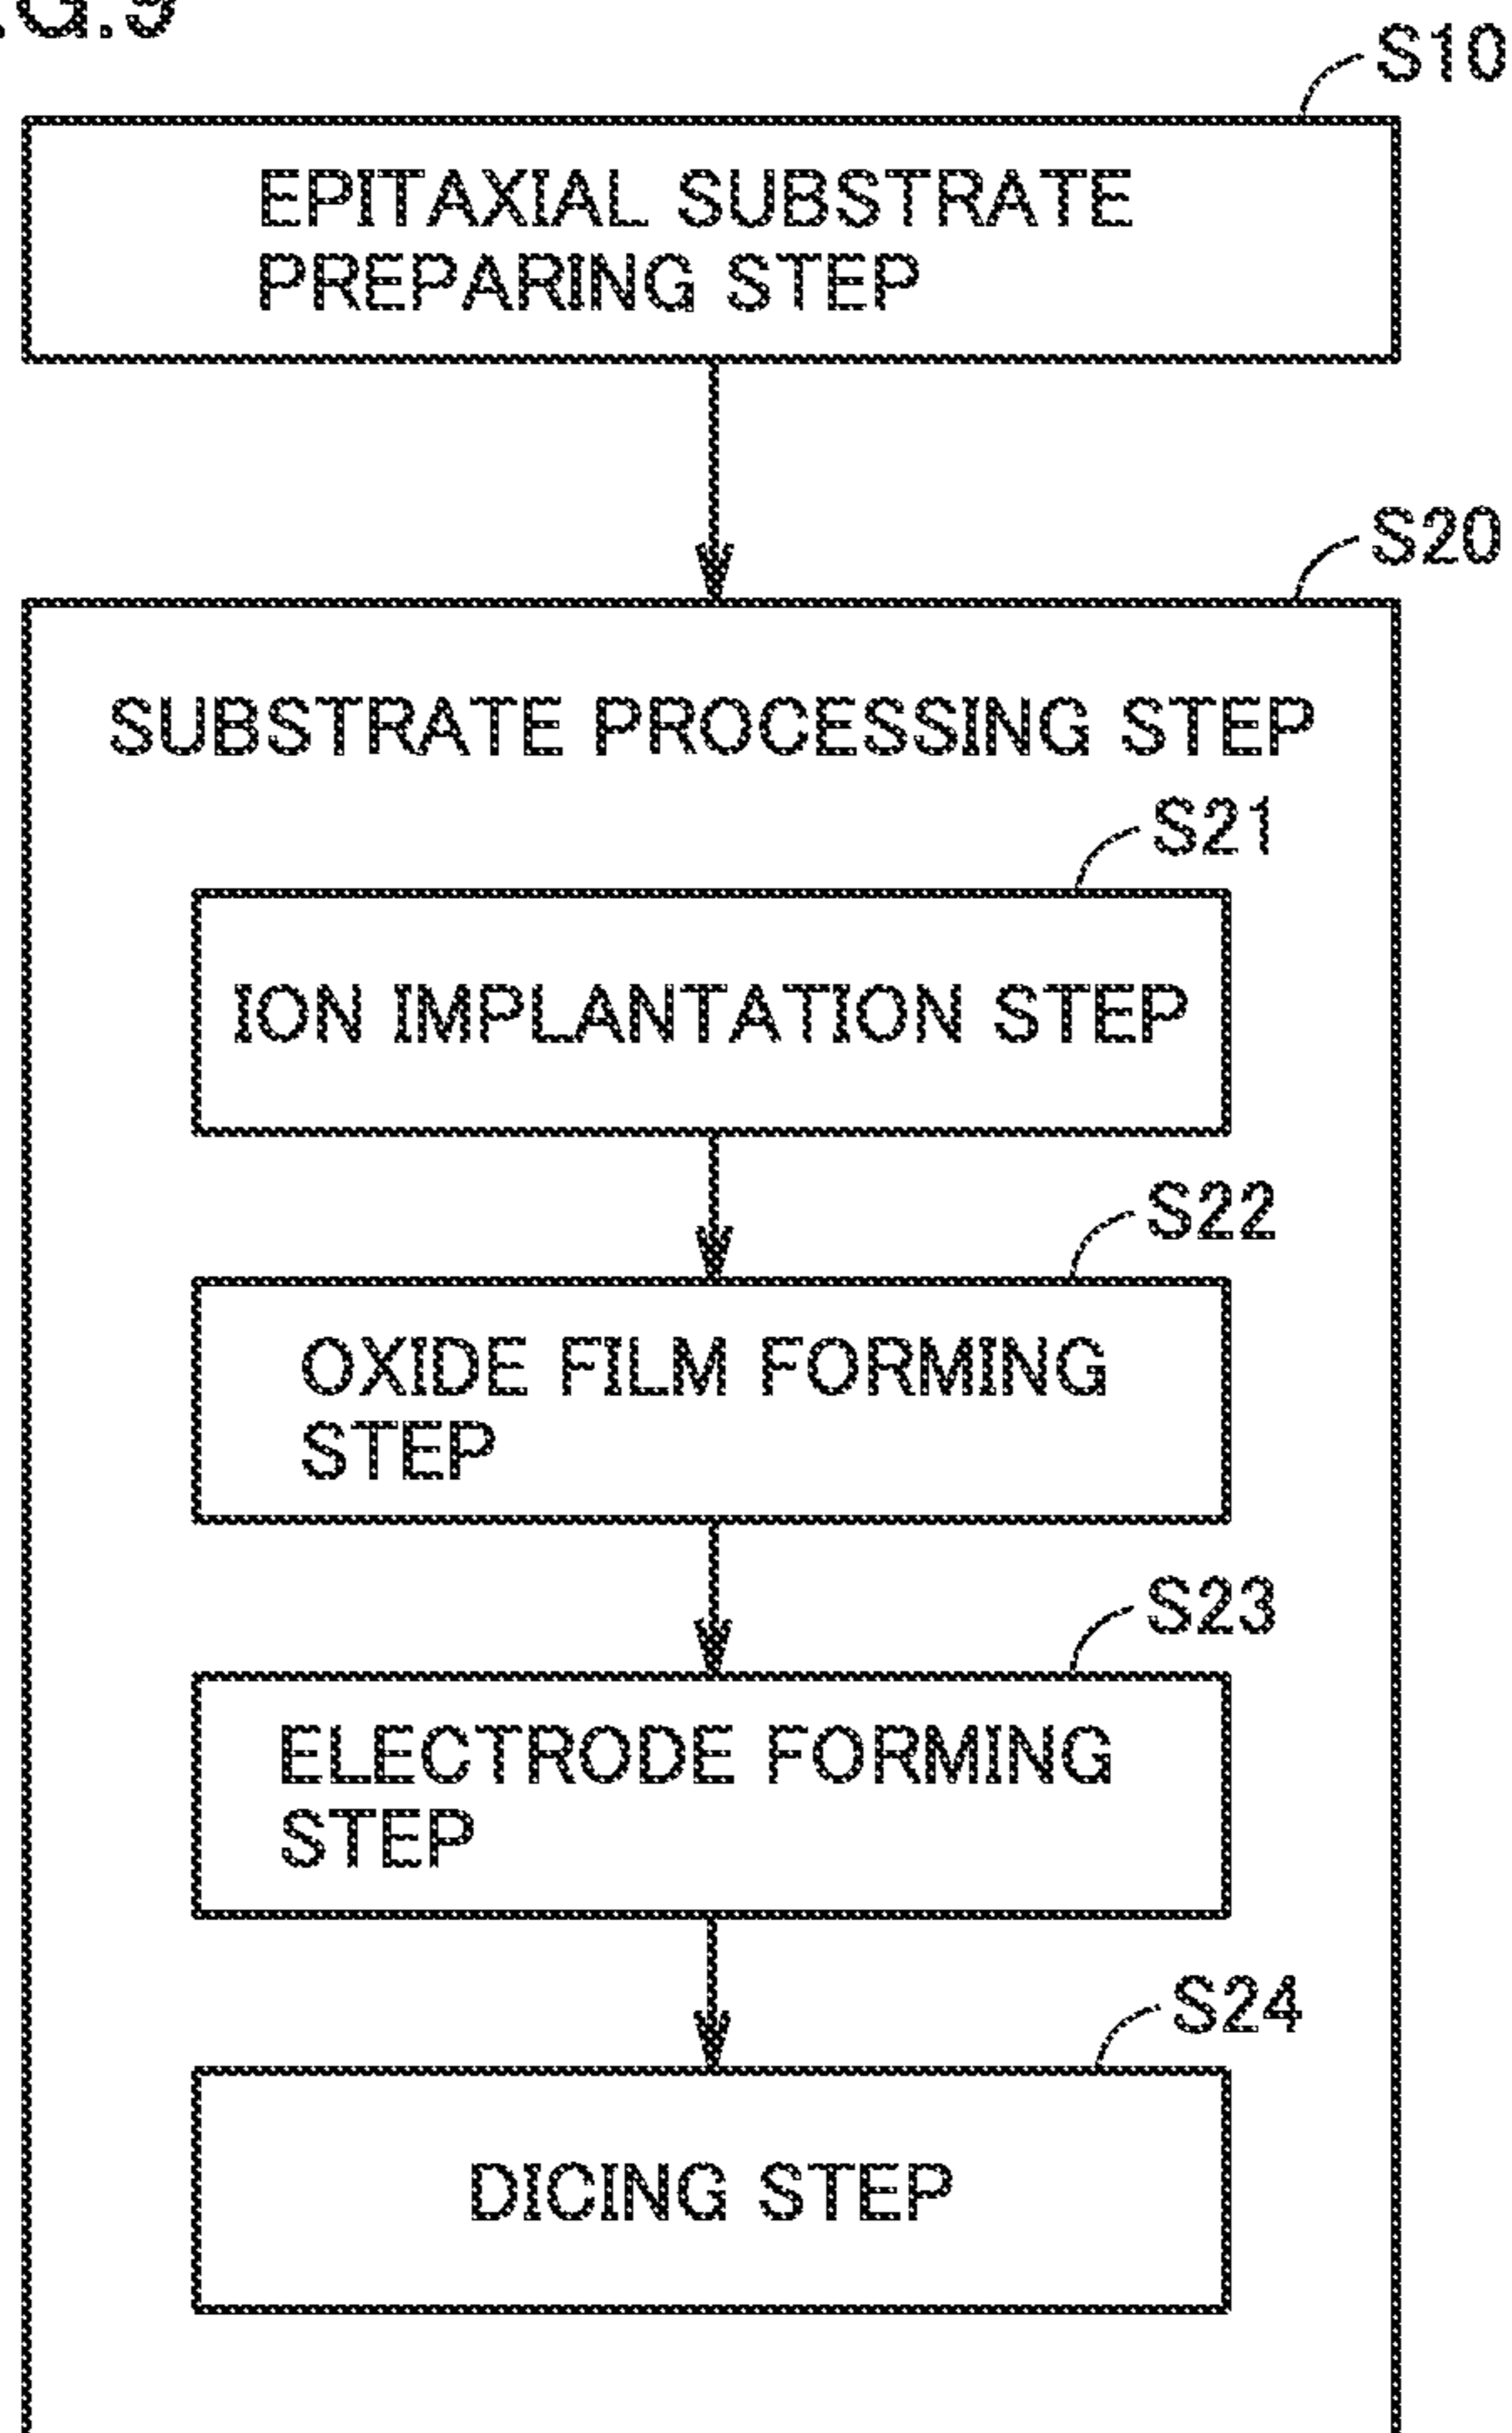 S10
EPITAXIAL SUBSTRATE
PREPARING STEP
S20
SUBSTRATE PROCESSING STEP
S21
ION IMPLANTATION STEP
S22
OXIDE FILM FORMING
STEP
S23
ELECTRODE FORMING
STEP
S24
DICING STEP